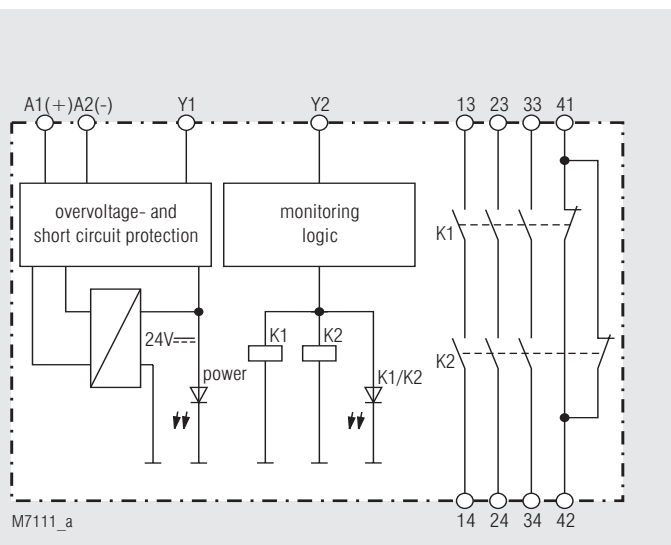 A1(+) A2(-) Y1 Y2 13 23 33 41
overvoltage- and
short circuit protection
monitoring
logic
K1
24V
K1 K2
K2
power
K1/K2
M7111_a
14 24 34 42